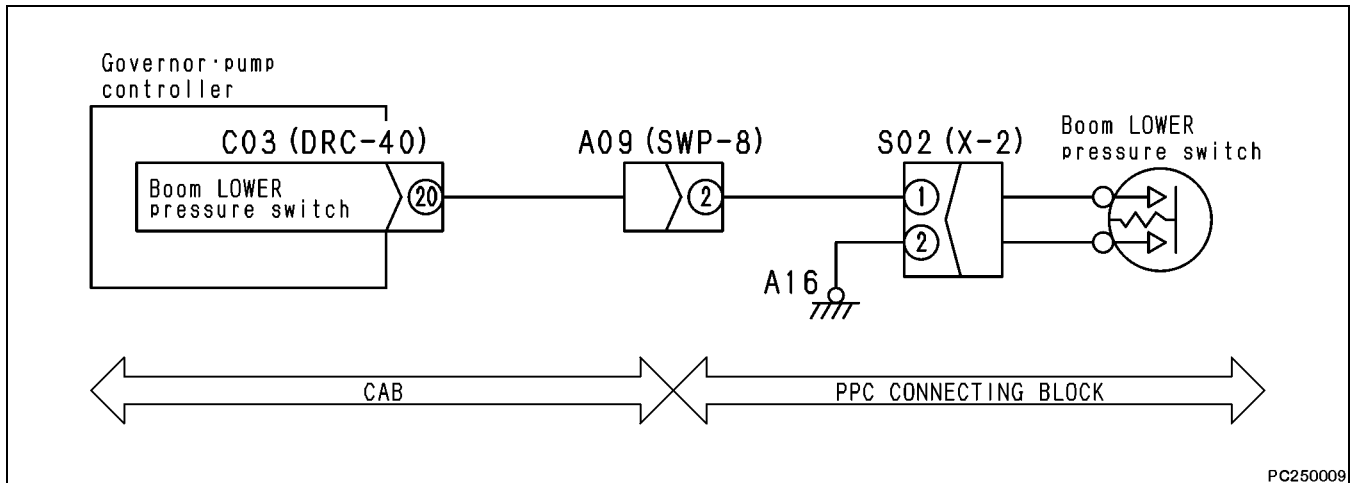 Governor·pump
controller
C03 (DRC-40)
A09 (SWP-8)
S02 (X-2)
Boom LOWER
pressure switch
Boom LOWER
pressure switch
20
2
1
2
A16
CAB
PPC CONNECTING BLOCK
PC250009